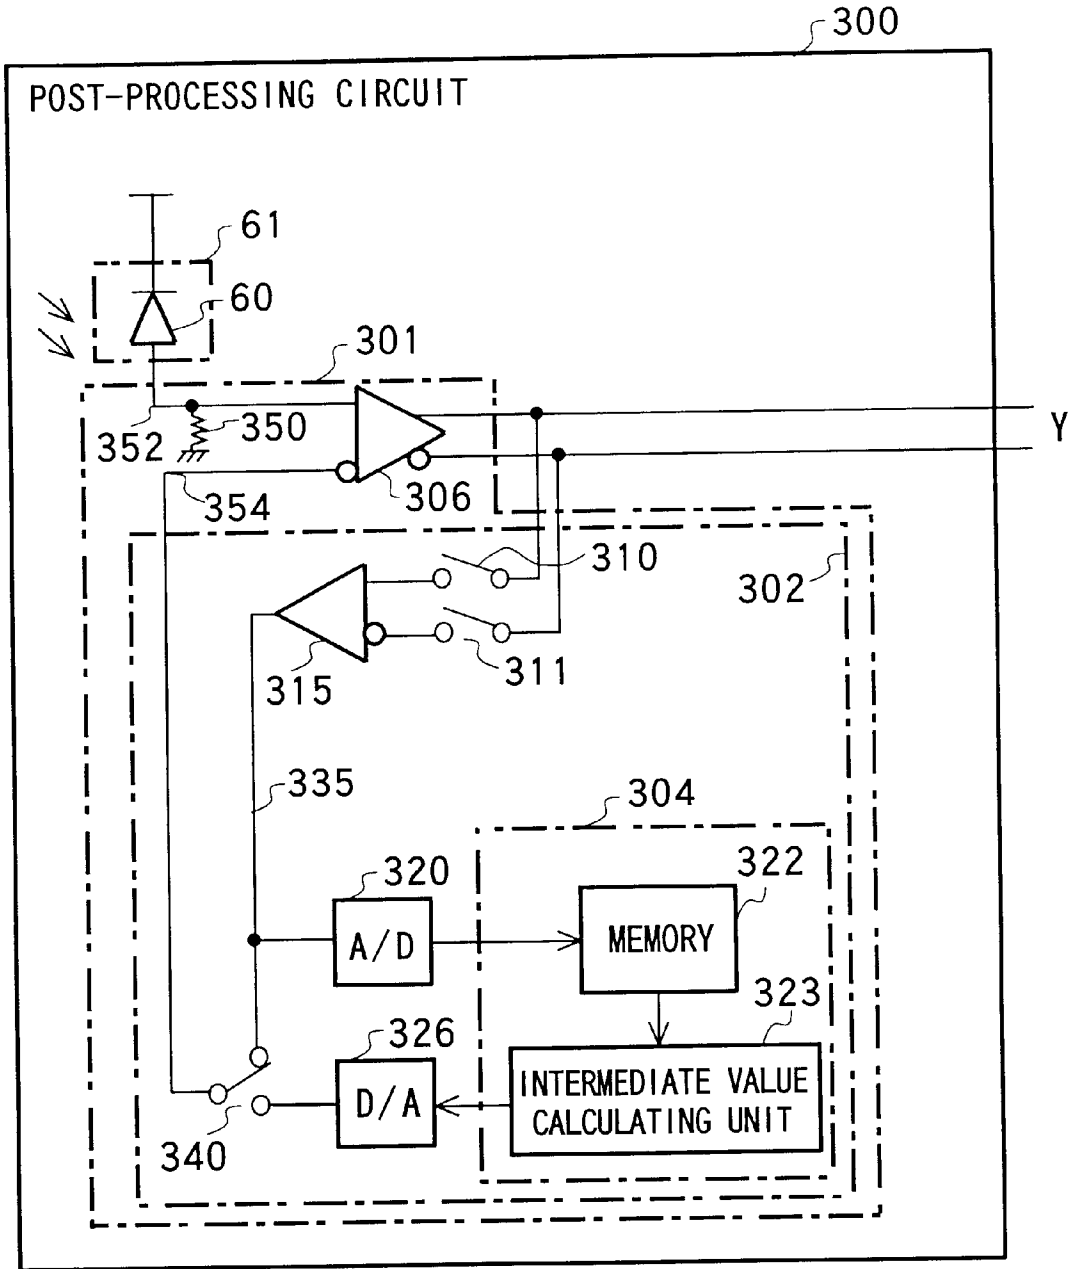 300
POST-PROCESSING CIRCUIT
61
60
301
352
350
Y
354
306
310
302
311
315
335
304
320
322
A/D
MEMORY
323
326
D/A
INTERMEDIATE VALUE
CALCULATING UNIT
340